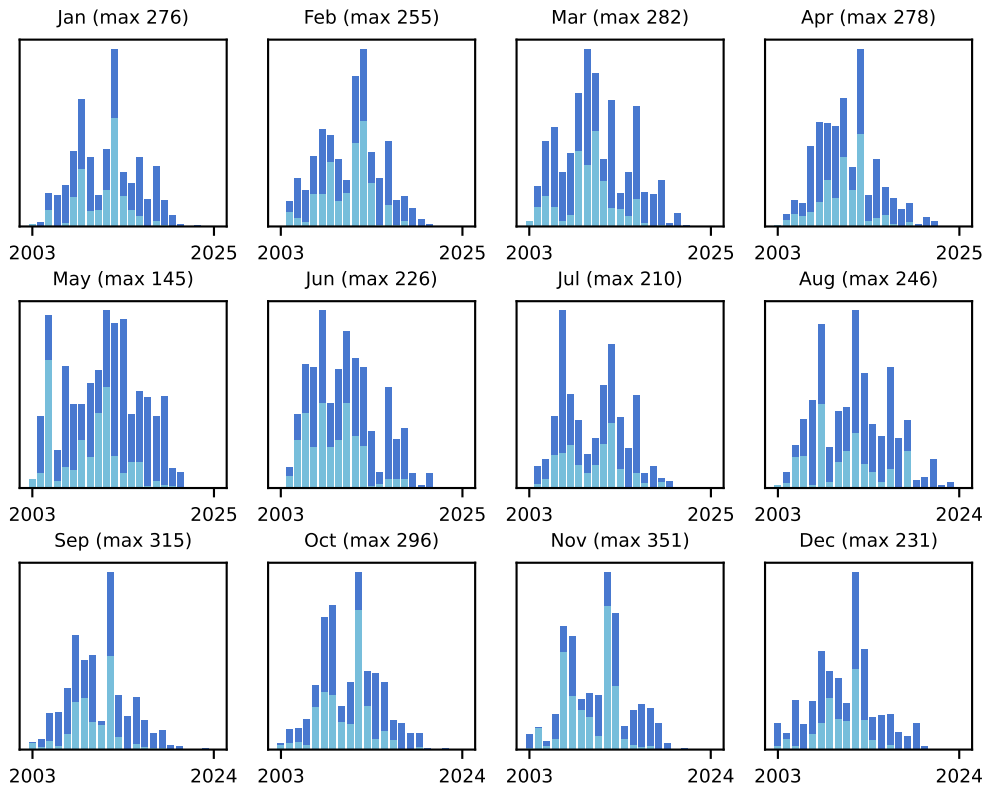 Jan (max 276) Feb (max 255) Mar (max 282) Apr (max 278)
2003 2025 2003 2025 2003 2025 2003 2025
May (max 145) Jun (max 226) Jul (max 210) Aug (max 246)
2003 2025 2003 2025 2003 2025 2003 2024
Sep (max 315) Oct (max 296) Nov (max 351) Dec (max 231)
2003 2024 2003 2024 2003 2024 2003 2024